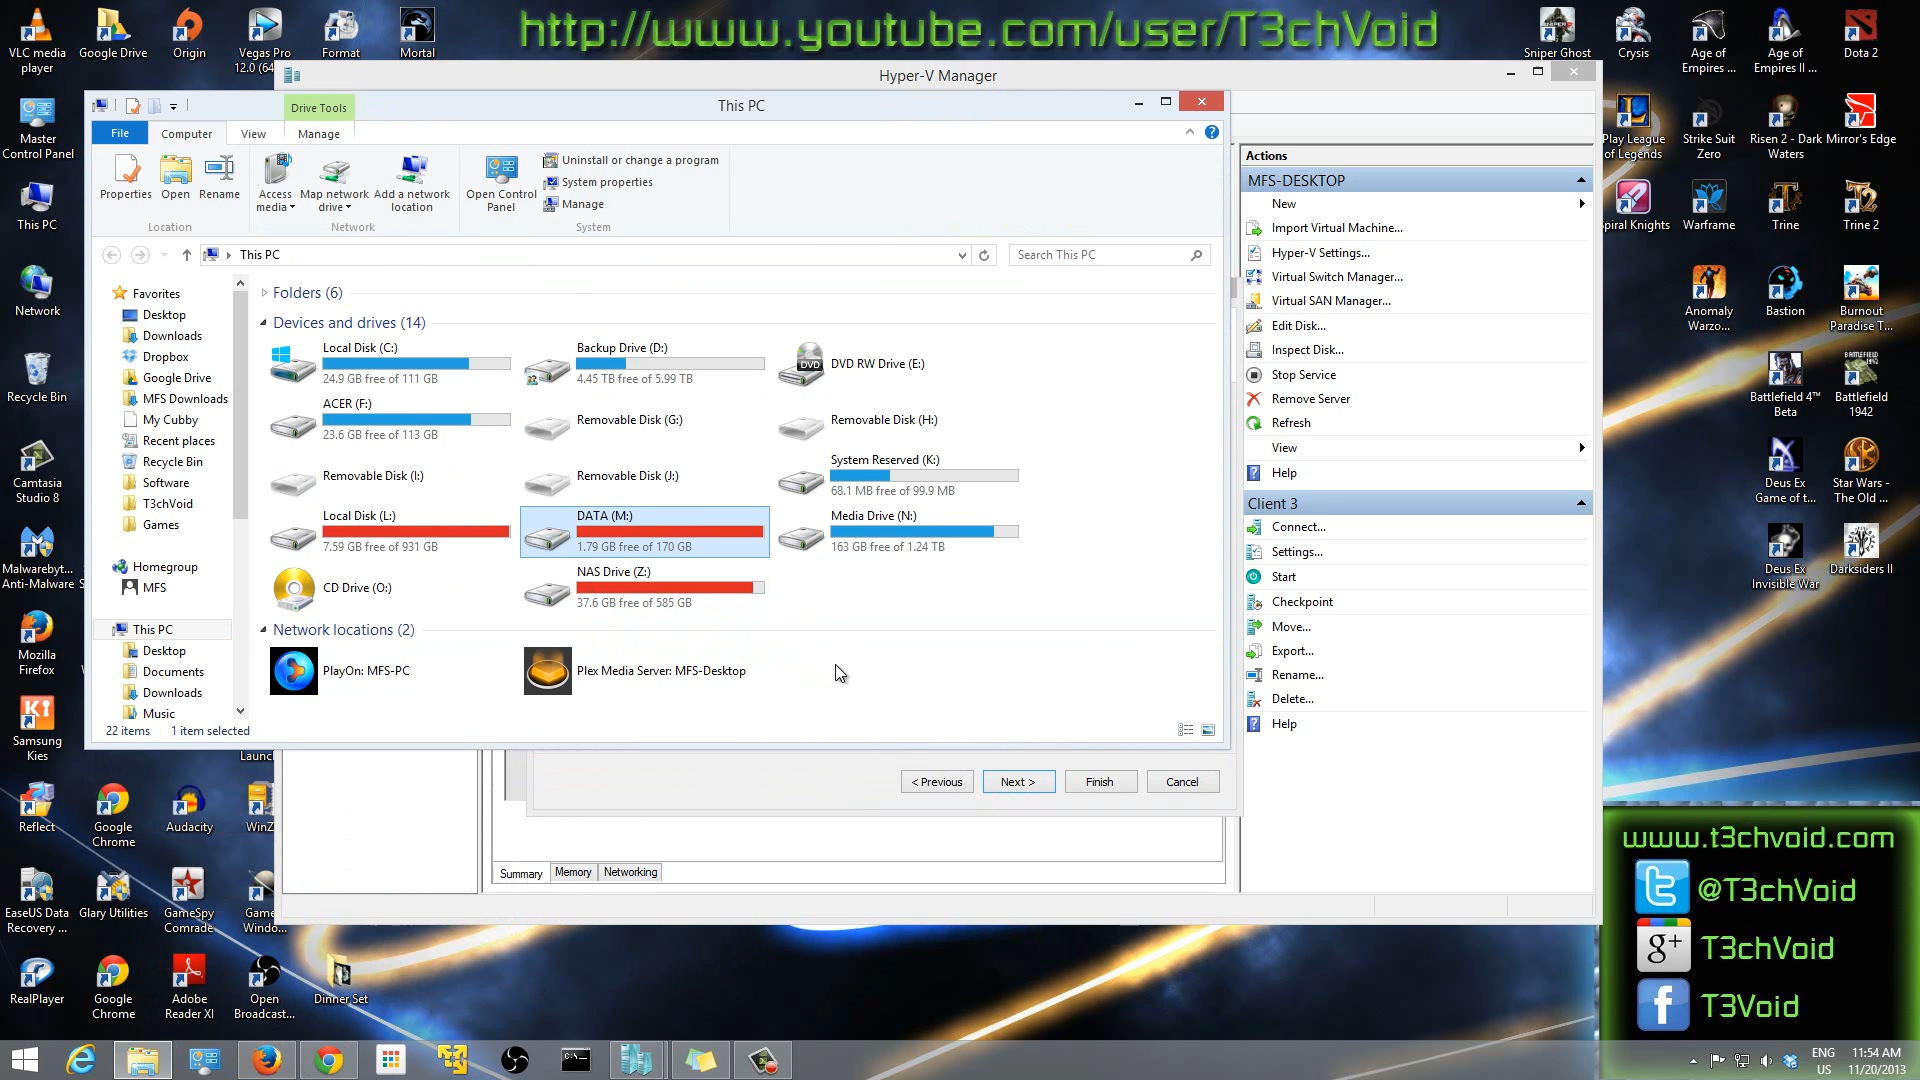 http://www.youtube.com/user/T3chVoid
VLC media player
Google Drive
Origin
Vegas Pro 12.0 (64
Format
Mortal
Sniper Ghost
Crysis
Age of Empires ...
Age of Empires II ...
Dota 2
Master Control Panel
This PC
Network
Recycle Bin
Camtasia Studio 8
Malwarebyt... Anti-Malware
Mozilla Firefox
Samsung Kies
Reflect
Google Chrome
Audacity
WinZ
EaseUS Data Recovery ...
Glary Utilities
GameSpy Comrade
Game Windo...
RealPlayer
Google Chrome
Adobe Reader XI
Open Broadcast...
Dinner Set
Launc
Play League of Legends
Strike Suit Zero
Risen 2 - Dark Waters
Mirror's Edge
piral Knights
Warframe
Trine
Trine 2
Anomaly Warzo...
Bastion
Burnout Paradise T...
Battlefield 4™ Beta
Battlefield 1942
Deus Ex Game of t...
Star Wars - The Old ...
Deus Ex Invisible War
Darksiders II
Hyper-V Manager
This PC
Drive Tools
File
Computer
View
Manage
Properties
Open
Rename
Location
Access media
Map network drive
Add a network location
Network
Open Control Panel
Uninstall or change a program
System properties
Manage
System
This PC
Search This PC
Favorites
Desktop
Downloads
Dropbox
Google Drive
MFS Downloads
My Cubby
Recent places
Recycle Bin
Software
T3chVoid
Games
Homegroup
MFS
This PC
Desktop
Documents
Downloads
Music
Folders (6)
Devices and drives (14)
Local Disk (C:)
24.9 GB free of 111 GB
Backup Drive (D:)
4.45 TB free of 5.99 TB
DVD RW Drive (E:)
DVD
ACER (F:)
23.6 GB free of 113 GB
Removable Disk (G:)
Removable Disk (H:)
Removable Disk (I:)
Removable Disk (J:)
System Reserved (K:)
68.1 MB free of 99.9 MB
Local Disk (L:)
7.59 GB free of 931 GB
DATA (M:)
1.79 GB free of 170 GB
Media Drive (N:)
163 GB free of 1.24 TB
CD Drive (O:)
NAS Drive (Z:)
37.6 GB free of 585 GB
Network locations (2)
PlayOn: MFS-PC
Plex Media Server: MFS-Desktop
22 items
1 item selected
Actions
MFS-DESKTOP
New
Import Virtual Machine...
Hyper-V Settings...
Virtual Switch Manager...
Virtual SAN Manager...
Edit Disk...
Inspect Disk...
Stop Service
Remove Server
Refresh
View
Help
Client 3
Connect...
Settings...
Start
Checkpoint
Move...
Export...
Rename...
Delete...
Help
< Previous
Next >
Finish
Cancel
Summary
Memory
Networking
www.t3chvoid.com
@T3chVoid
g+ T3chVoid
T3Void
ENG
US
11:54 AM
11/20/2013